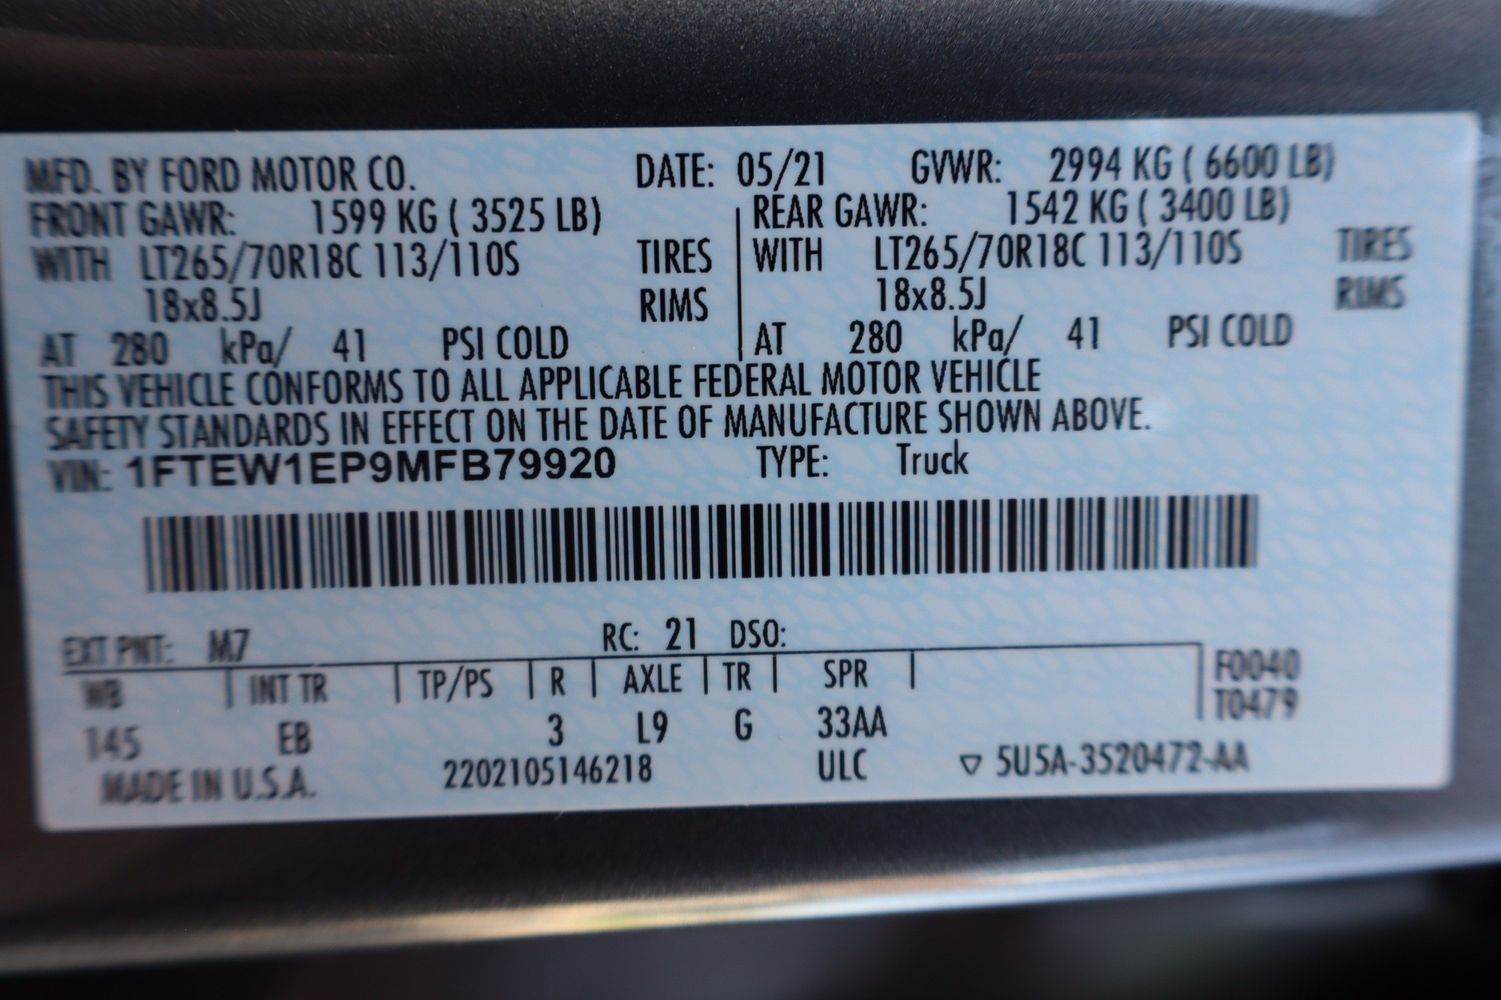 MFD. BY FORD MOTOR CO. DATE: 05/21 GVWR: 2994 KG ( 6600 LB)
FRONT GAWR: 1599 KG ( 3525 LB) REAR GAWR: 1542 KG ( 3400 LB)
WITH LT265/70R18C 113/110S TIRES WITH LT265/70R18C 113/110S TIRES
18x8.5J RIMS 18x8.5J RIMS
AT 280 kPa/ 41 PSI COLD AT 280 kPa/ 41 PSI COLD
THIS VEHICLE CONFORMS TO ALL APPLICABLE FEDERAL MOTOR VEHICLE
SAFETY STANDARDS IN EFFECT ON THE DATE OF MANUFACTURE SHOWN ABOVE.
VIN: 1FTEW1EP9MFB79920 TYPE: Truck
EXT PNT: M7 RC: 21 DSO:
WB INT TR TP/PS R AXLE TR SPR F0040
T0479
145 EB 3 L9 G 33AA
MADE IN U.S.A. 2202105146218 ULC ▽ 5U5A-3520472-AA